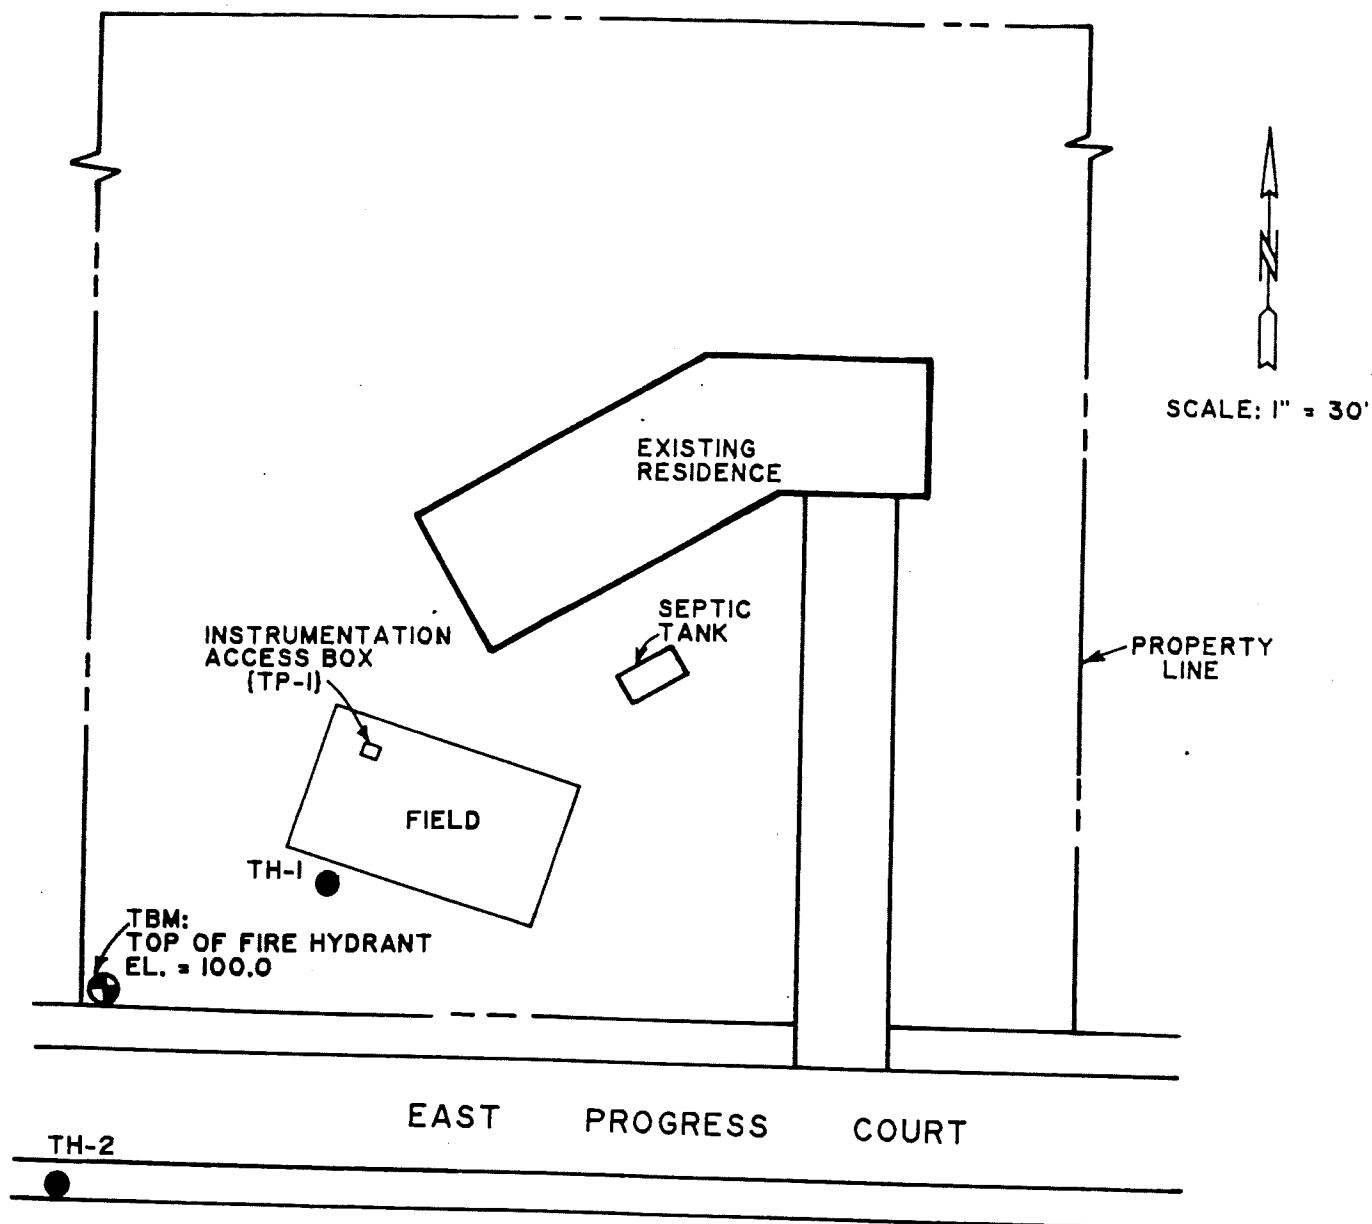 N
SCALE: 1" = 30'
EXISTING
RESIDENCE
SEPTIC
TANK
INSTRUMENTATION
ACCESS BOX
(TP-1)
PROPERTY
LINE
FIELD
TH-1
TBM:
TOP OF FIRE HYDRANT
EL. = 100.0
EAST PROGRESS COURT
TH-2